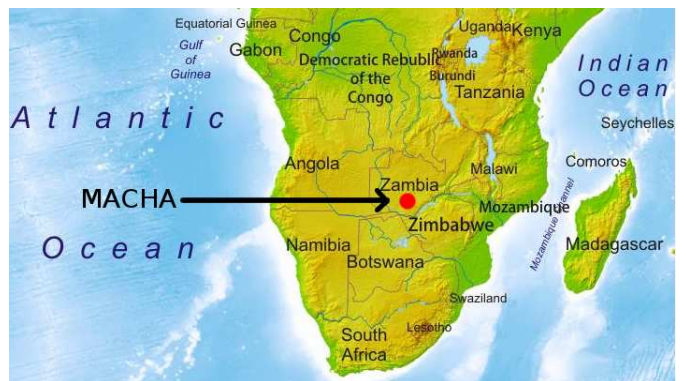 Equatorial Guinea
Gulf
of
Guinea
Gabon
Congo
Democratic Republic
of the
Congo
Uganda
Kenya
Rwanda
Burundi
Tanzania
Indian
Ocean
Seychelles
Atlantic
Angola
Zambia
Malawi
Comoros
MACHA
Mozambique
Mozambique Channel
Zimbabwe
Madagascar
Ocean
Namibia
Botswana
Swaziland
South
Africa
Lesotho